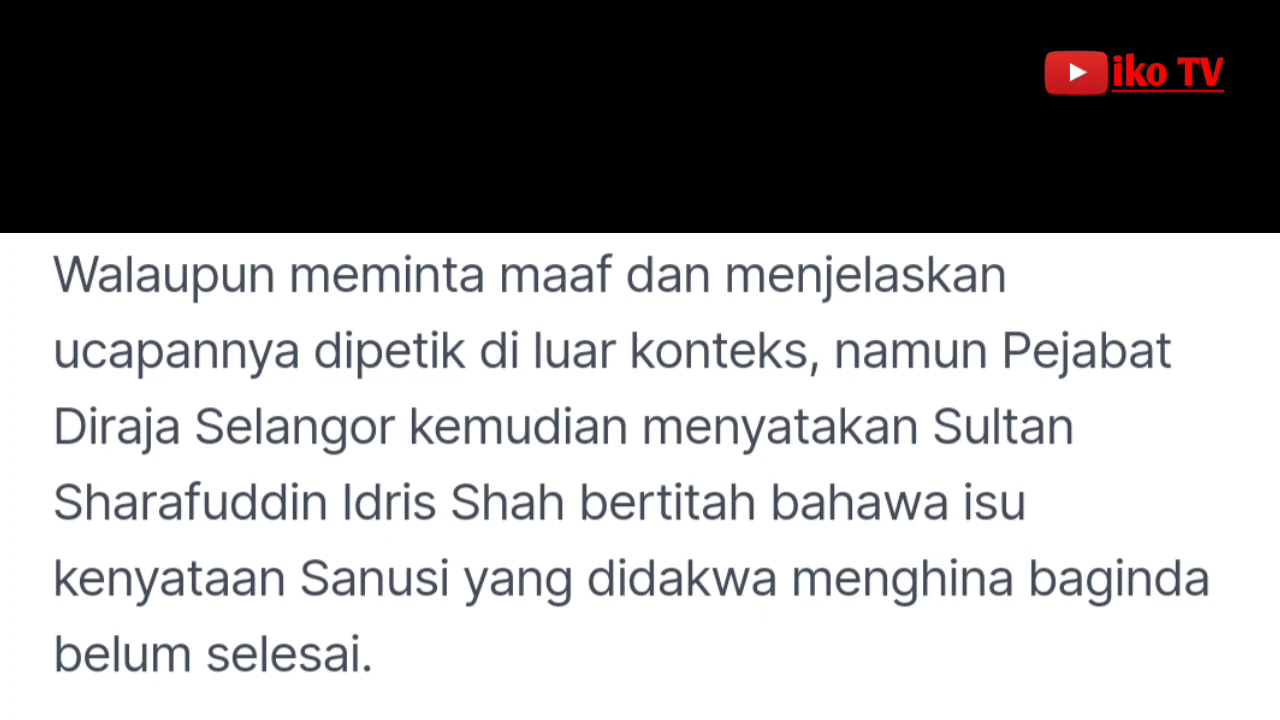 iko TV
Walaupun meminta maaf dan menjelaskan
ucapannya dipetik di luar konteks, namun Pejabat
Diraja Selangor kemudian menyatakan Sultan
Sharafuddin Idris Shah bertitah bahawa isu
kenyataan Sanusi yang didakwa menghina baginda
belum selesai.